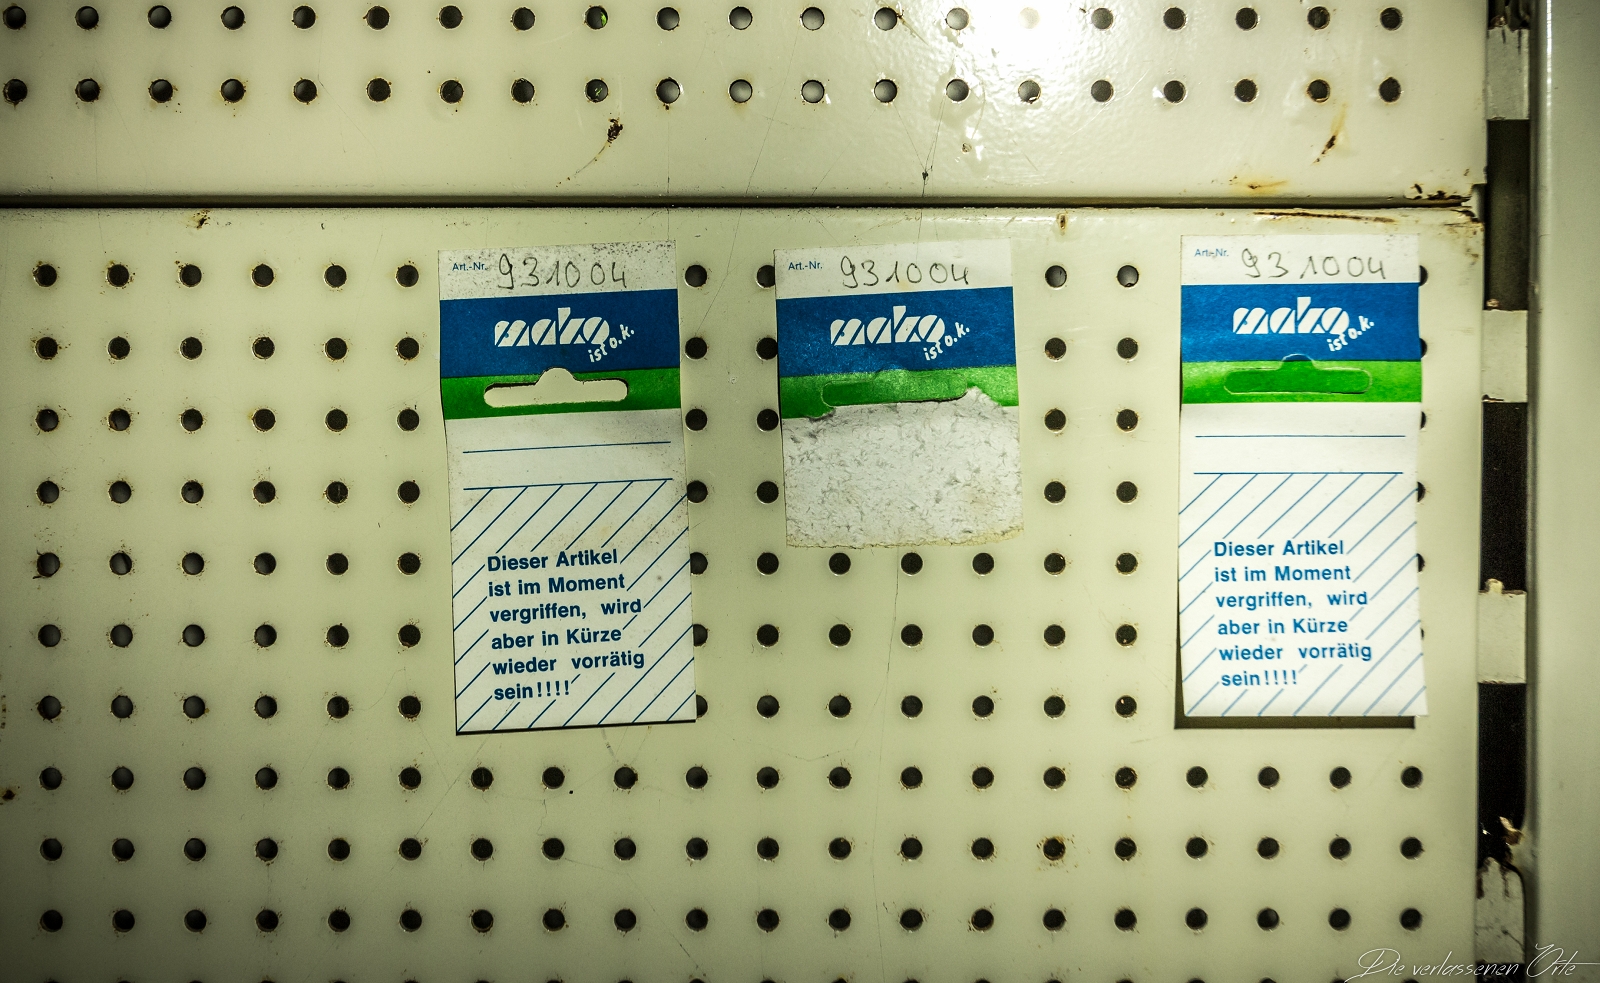 Art.-Nr. 931004
mako
ist o.k.
Dieser Artikel
ist im Moment
vergriffen, wird
aber in Kürze
wieder vorrätig
sein!!!!
Art.-Nr. 931004
mako
ist o.k.
Art.-Nr. 931004
mako
ist o.k.
Dieser Artikel
ist im Moment
vergriffen, wird
aber in Kürze
wieder vorrätig
sein!!!!
Die verlassenen Orte